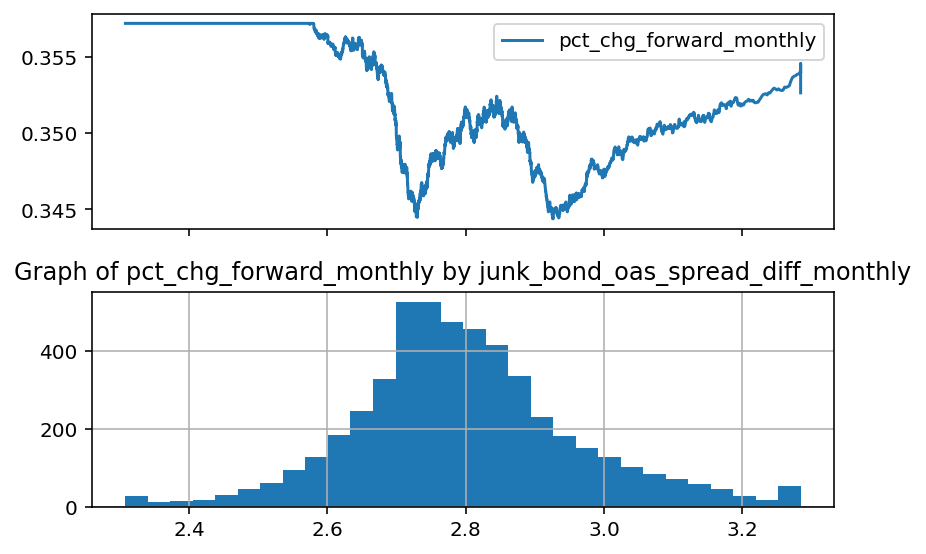 0.355
0.350
0.345
pct_chg_forward_monthly
Graph of pct_chg_forward_monthly by junk_bond_oas_spread_diff_monthly
400
200
0
2.4 2.6 2.8 3.0 3.2